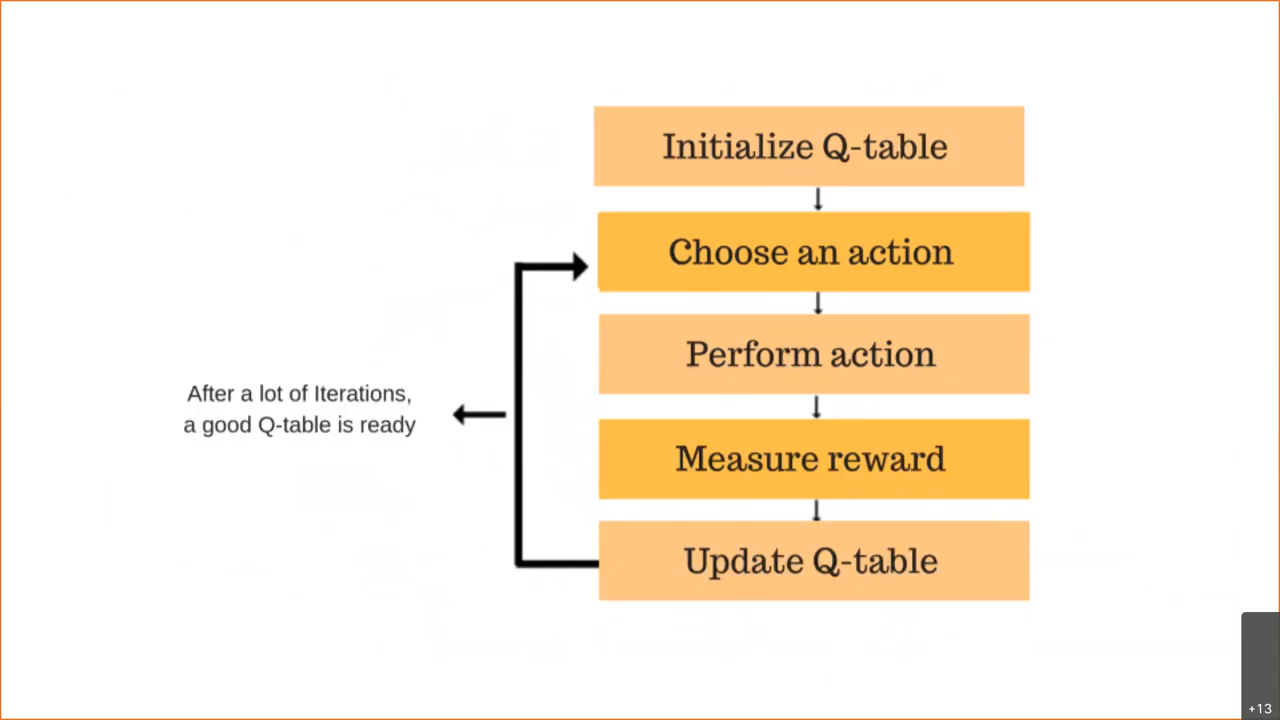 Initialize Q-table
Choose an action
Perform action
Measure reward
Update Q-table
After a lot of Iterations,
a good Q-table is ready
+13